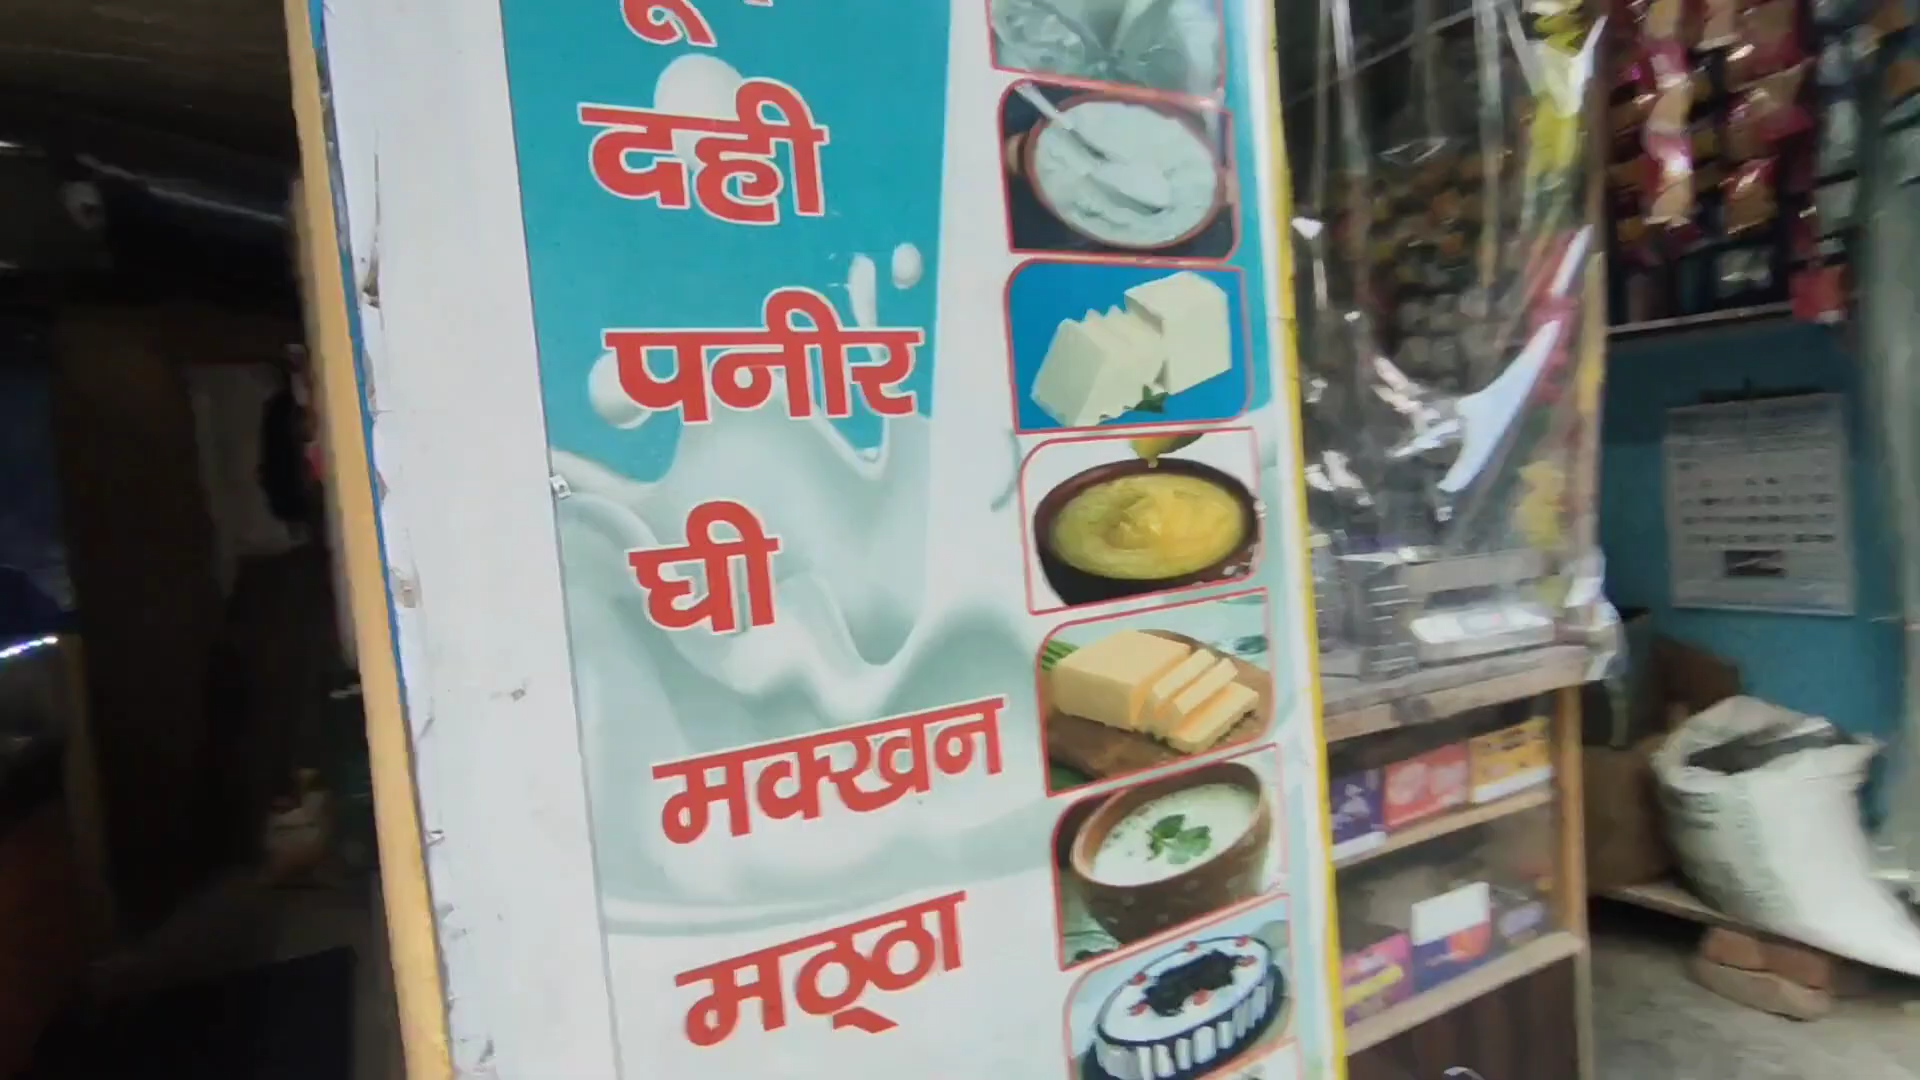 दही
पनीर
घी
मक्खन
मठ्ठा